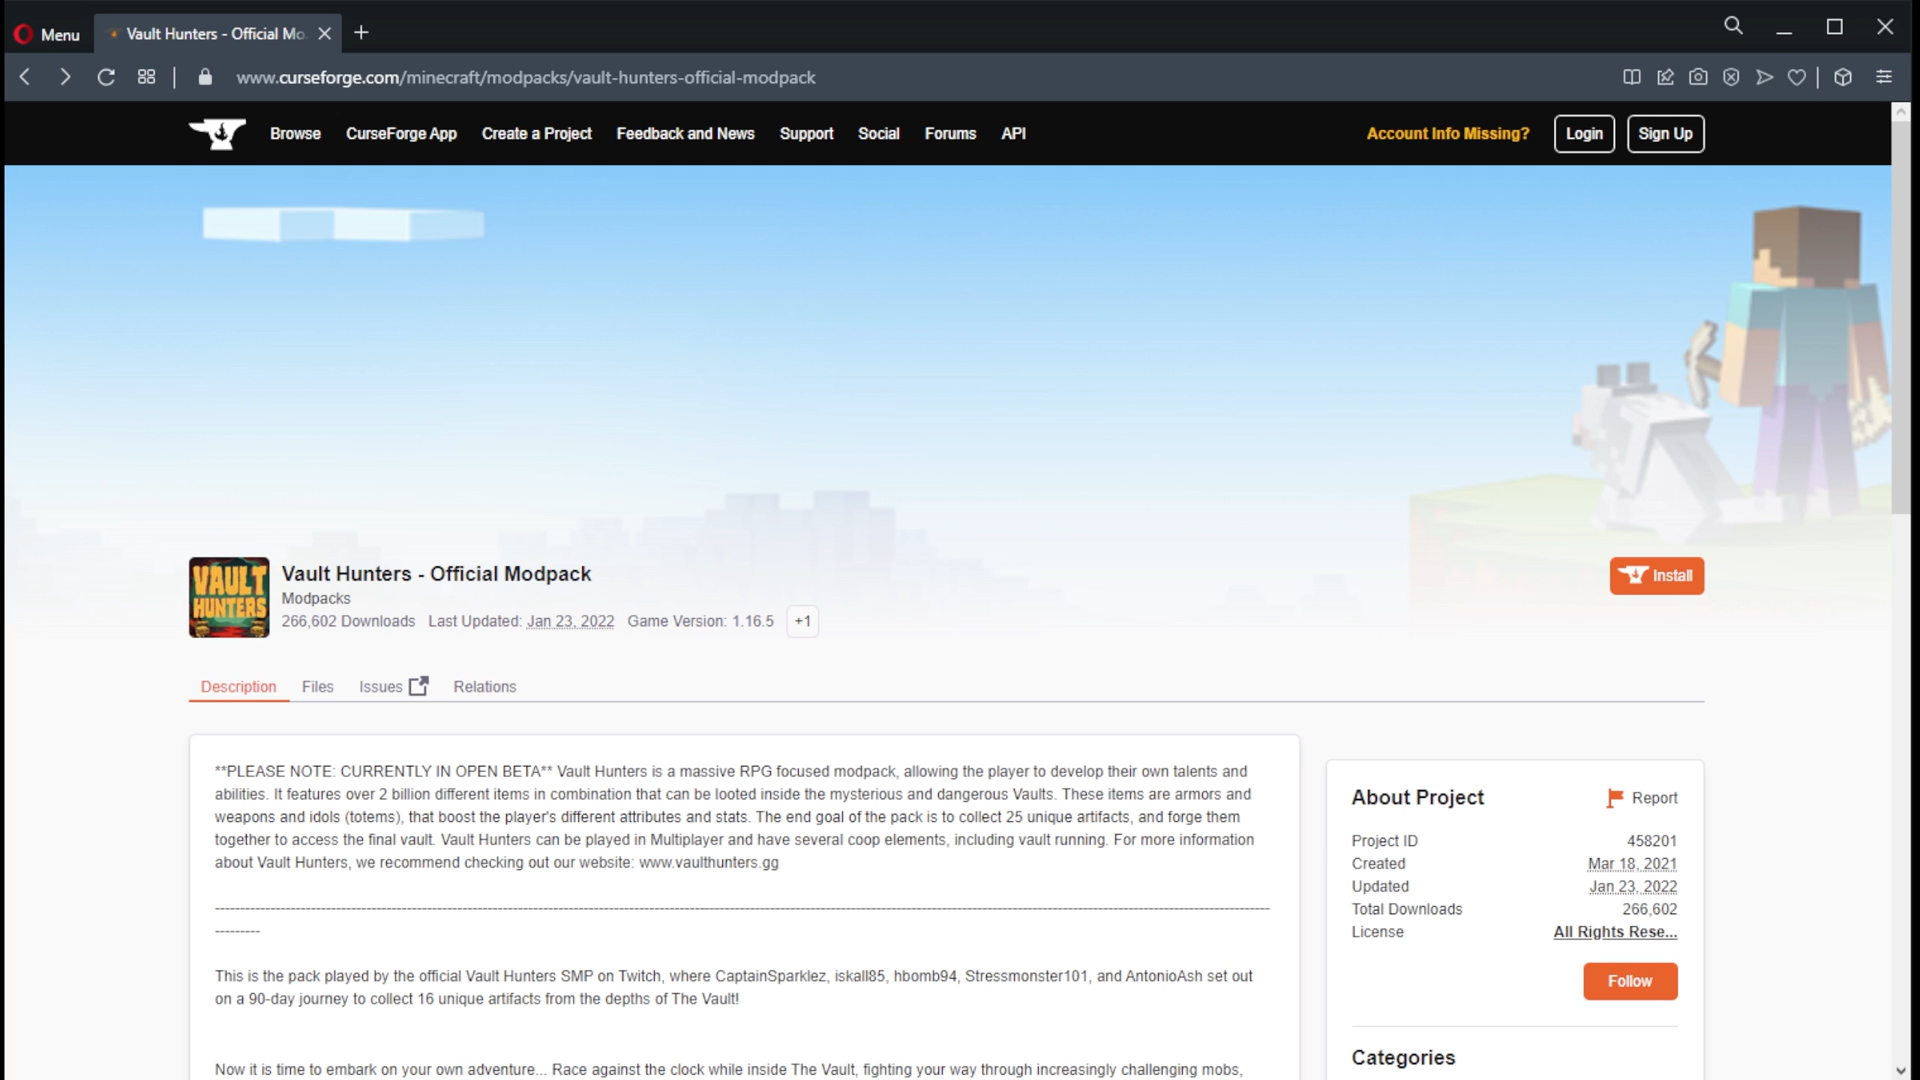 Menu
Vault Hunters - Official Mo
www.curseforge.com/minecraft/modpacks/vault-hunters-official-modpack
Browse
CurseForge App
Create a Project
Feedback and News
Support
Social
Forums
API
Account Info Missing?
Login
Sign Up
VAULT
HUNTERS
Vault Hunters - Official Modpack
Modpacks
266,602 Downloads Last Updated: Jan 23, 2022 Game Version: 1.16.5 +1
Install
Description
Files
Issues
Relations
**PLEASE NOTE: CURRENTLY IN OPEN BETA** Vault Hunters is a massive RPG focused modpack, allowing the player to develop their own talents and
abilities. It features over 2 billion different items in combination that can be looted inside the mysterious and dangerous Vaults. These items are armors and
weapons and idols (totems), that boost the player's different attributes and stats. The end goal of the pack is to collect 25 unique artifacts, and forge them
together to access the final vault. Vault Hunters can be played in Multiplayer and have several coop elements, including vault running. For more information
about Vault Hunters, we recommend checking out our website: www.vaulthunters.gg
This is the pack played by the official Vault Hunters SMP on Twitch, where CaptainSparklez, iskall85, hbomb94, Stressmonster101, and AntonioAsh set out
on a 90-day journey to collect 16 unique artifacts from the depths of The Vault!
Now it is time to embark on your own adventure... Race against the clock while inside The Vault, fighting your way through increasingly challenging mobs,
About Project
Report
Project ID 458201
Created Mar 18, 2021
Updated Jan 23, 2022
Total Downloads 266,602
License All Rights Rese...
Follow
Categories